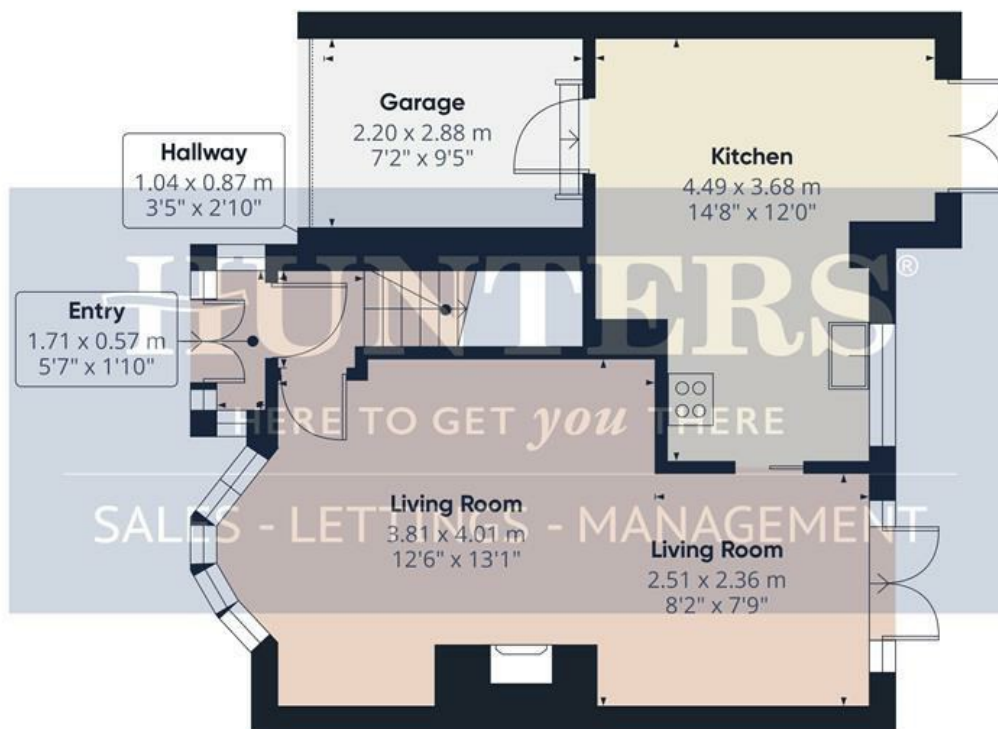 Garage
2.20 x 2.88 m
7'2" x 9'5"
Hallway
1.04 x 0.87 m
3'5" x 2'10"
Kitchen
4.49 x 3.68 m
14'8" x 12'0"
Entry
1.71 x 0.57 m
5'7" x 1'10"
HUNTERS®
HERE TO GET you THERE
SALES - LETTINGS - MANAGEMENT
Living Room
3.81 x 4.01 m
12'6" x 13'1"
Living Room
2.51 x 2.36 m
8'2" x 7'9"